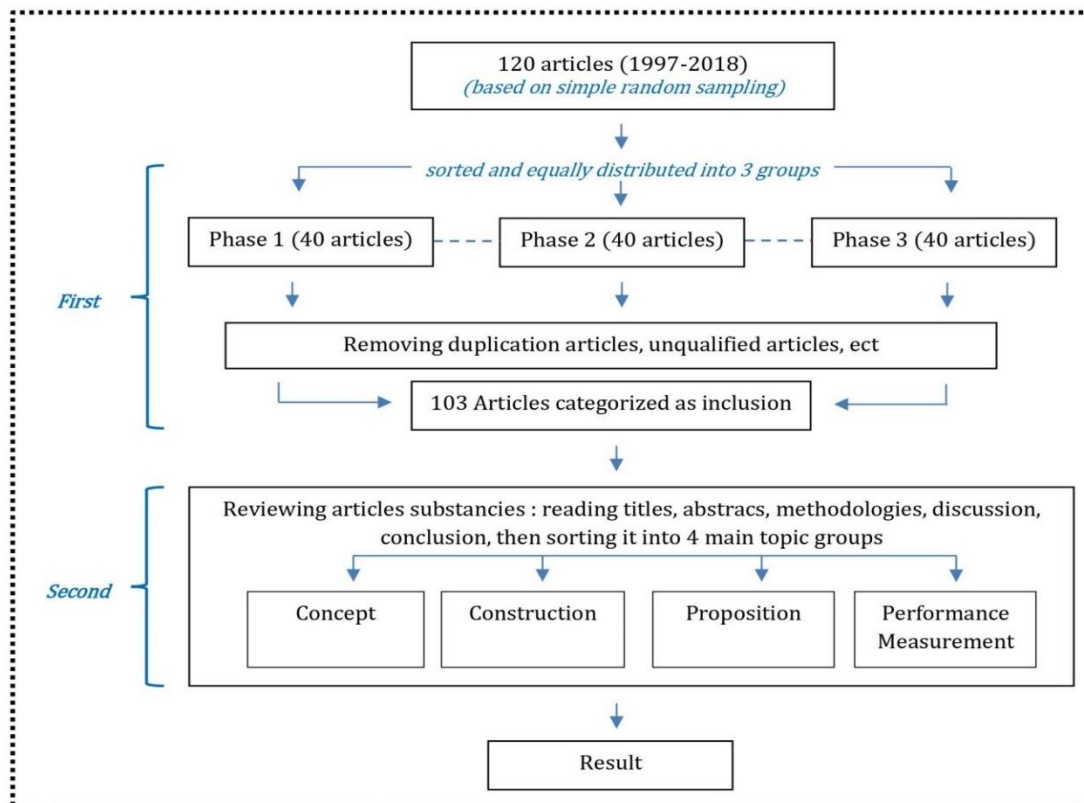 120 articles (1997-2018)
(based on simple random sampling)
sorted and equally distributed into 3 groups
Phase 1 (40 articles)
Phase 2 (40 articles)
Phase 3 (40 articles)
First
Removing duplication articles, unqualified articles, ect
103 Articles categorized as inclusion
Reviewing articles substancies : reading titles, abstracs, methodologies, discussion,
conclusion, then sorting it into 4 main topic groups
Second
Concept
Construction
Proposition
Performance
Measurement
Result